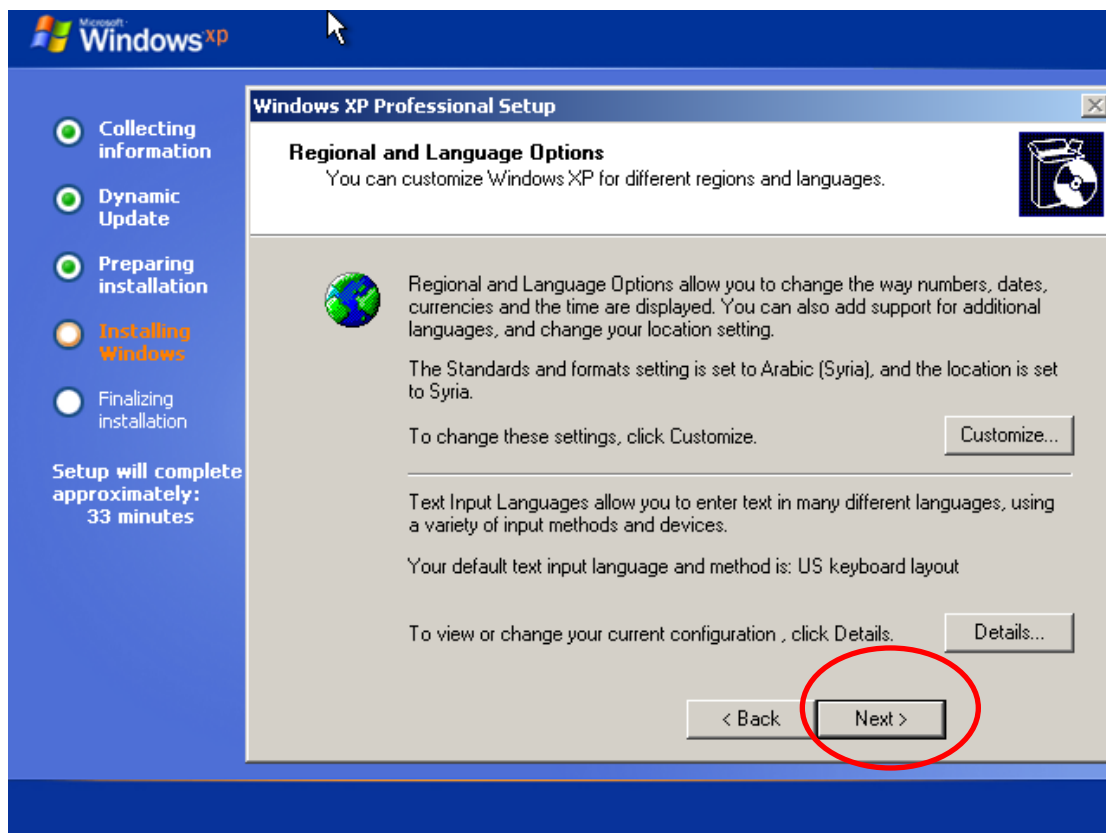 Microsoft
Windows xp
Collecting
information
Dynamic
Update
Preparing
installation
Installing
Windows
Finalizing
installation
Setup will complete
approximately:
33 minutes
Windows XP Professional Setup
Regional and Language Options
You can customize Windows XP for different regions and languages.
Regional and Language Options allow you to change the way numbers, dates,
currencies and the time are displayed. You can also add support for additional
languages, and change your location setting.
The Standards and formats setting is set to Arabic (Syria), and the location is set
to Syria.
To change these settings, click Customize.
Customize...
Text Input Languages allow you to enter text in many different languages, using
a variety of input methods and devices.
Your default text input language and method is: US keyboard layout
To view or change your current configuration , click Details.
Details...
< Back
Next >